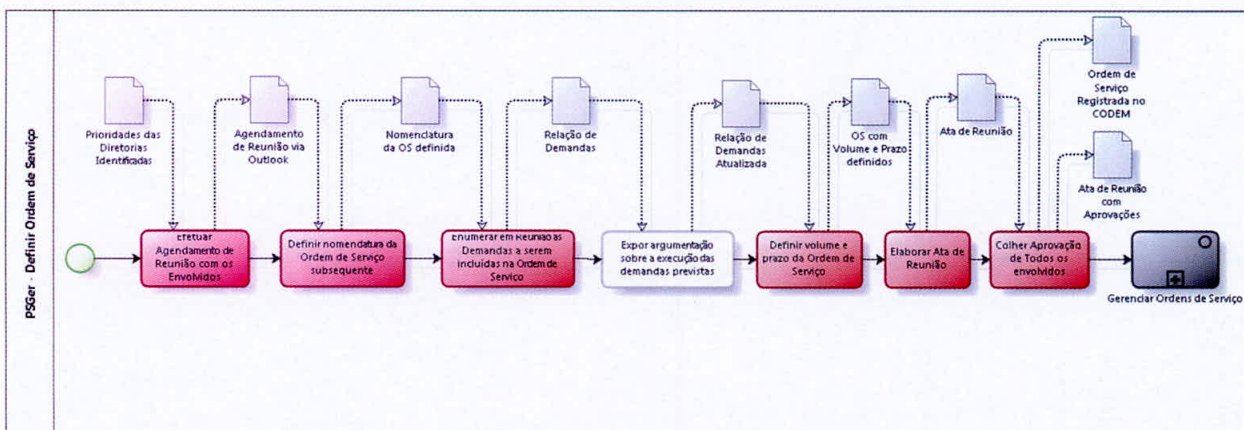 PSGer - Definir Ordem de Serviço
Prioridades das
Diretorias
Identificadas
Agendamento
de Reunião via
Outlook
Nomenclatura
da OS definida
Relação de
Demandas
Relação de
Demandas
Atualizada
OS com
Volume e Prazo
definidos
Ata de Reunião
Ordem de
Serviço
Registrada no
CODEM
Ata de Reunião
com
Aprovações
Efetuar
Agendamento de
Reunião com os
Envolvidos
Definir nomenclatura da
Ordem de Serviço
subsequente
Enumerar em Reunião as
Demandas a serem
incluídas na Ordem de
Serviço
Expor argumentação
sobre a execução das
demandas previstas
Definir volume e
prazo da Ordem de
Serviço
Elaborar Ata de
Reunião
Colher Aprovação
de Todos os
envolvidos
Gerenciar Ordens de Serviço